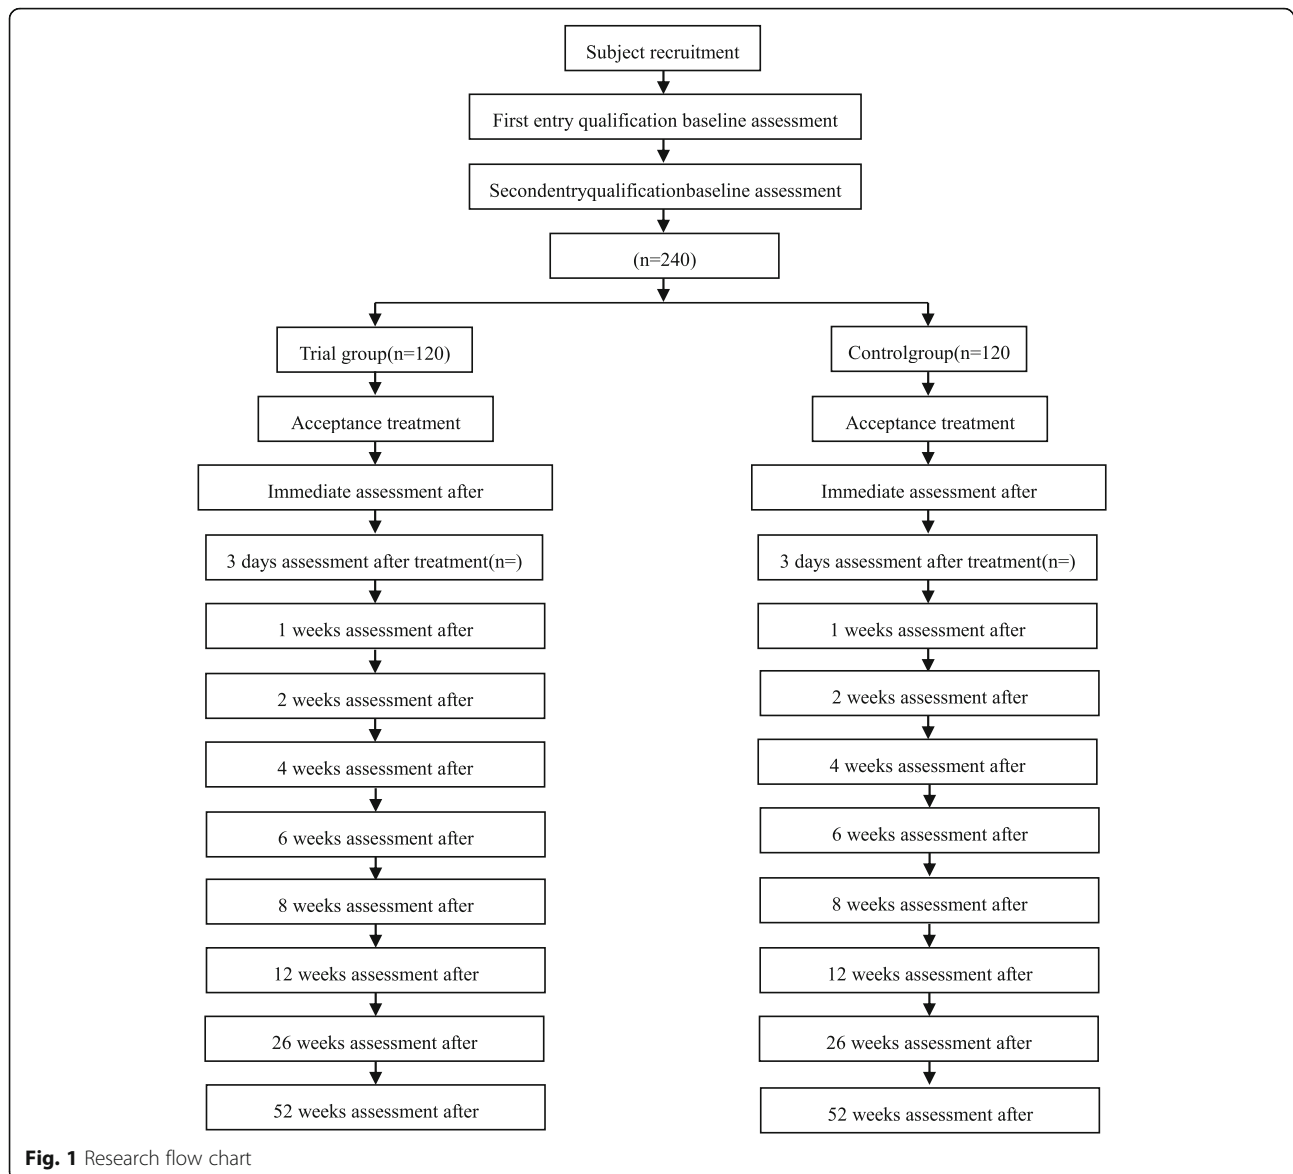 Subject recruitment
First entry qualification baseline assessment
Secondentryqualificationbaseline assessment
(n=240)
Trial group(n=120)
Controlgroup(n=120
Acceptance treatment
Acceptance treatment
Immediate assessment after
Immediate assessment after
3 days assessment after treatment(n=)
3 days assessment after treatment(n=)
1 weeks assessment after
1 weeks assessment after
2 weeks assessment after
2 weeks assessment after
4 weeks assessment after
4 weeks assessment after
6 weeks assessment after
6 weeks assessment after
8 weeks assessment after
8 weeks assessment after
12 weeks assessment after
12 weeks assessment after
26 weeks assessment after
26 weeks assessment after
52 weeks assessment after
52 weeks assessment after
Fig. 1 Research flow chart